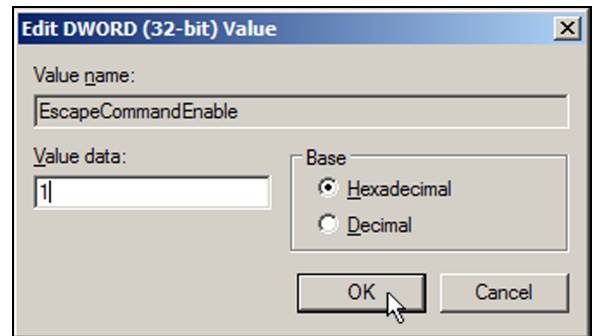 Edit DWORD (32-bit) Value
Value name:
EscapeCommandEnable
Value data:
1
Base
Hexadecimal
Decimal
OK
Cancel